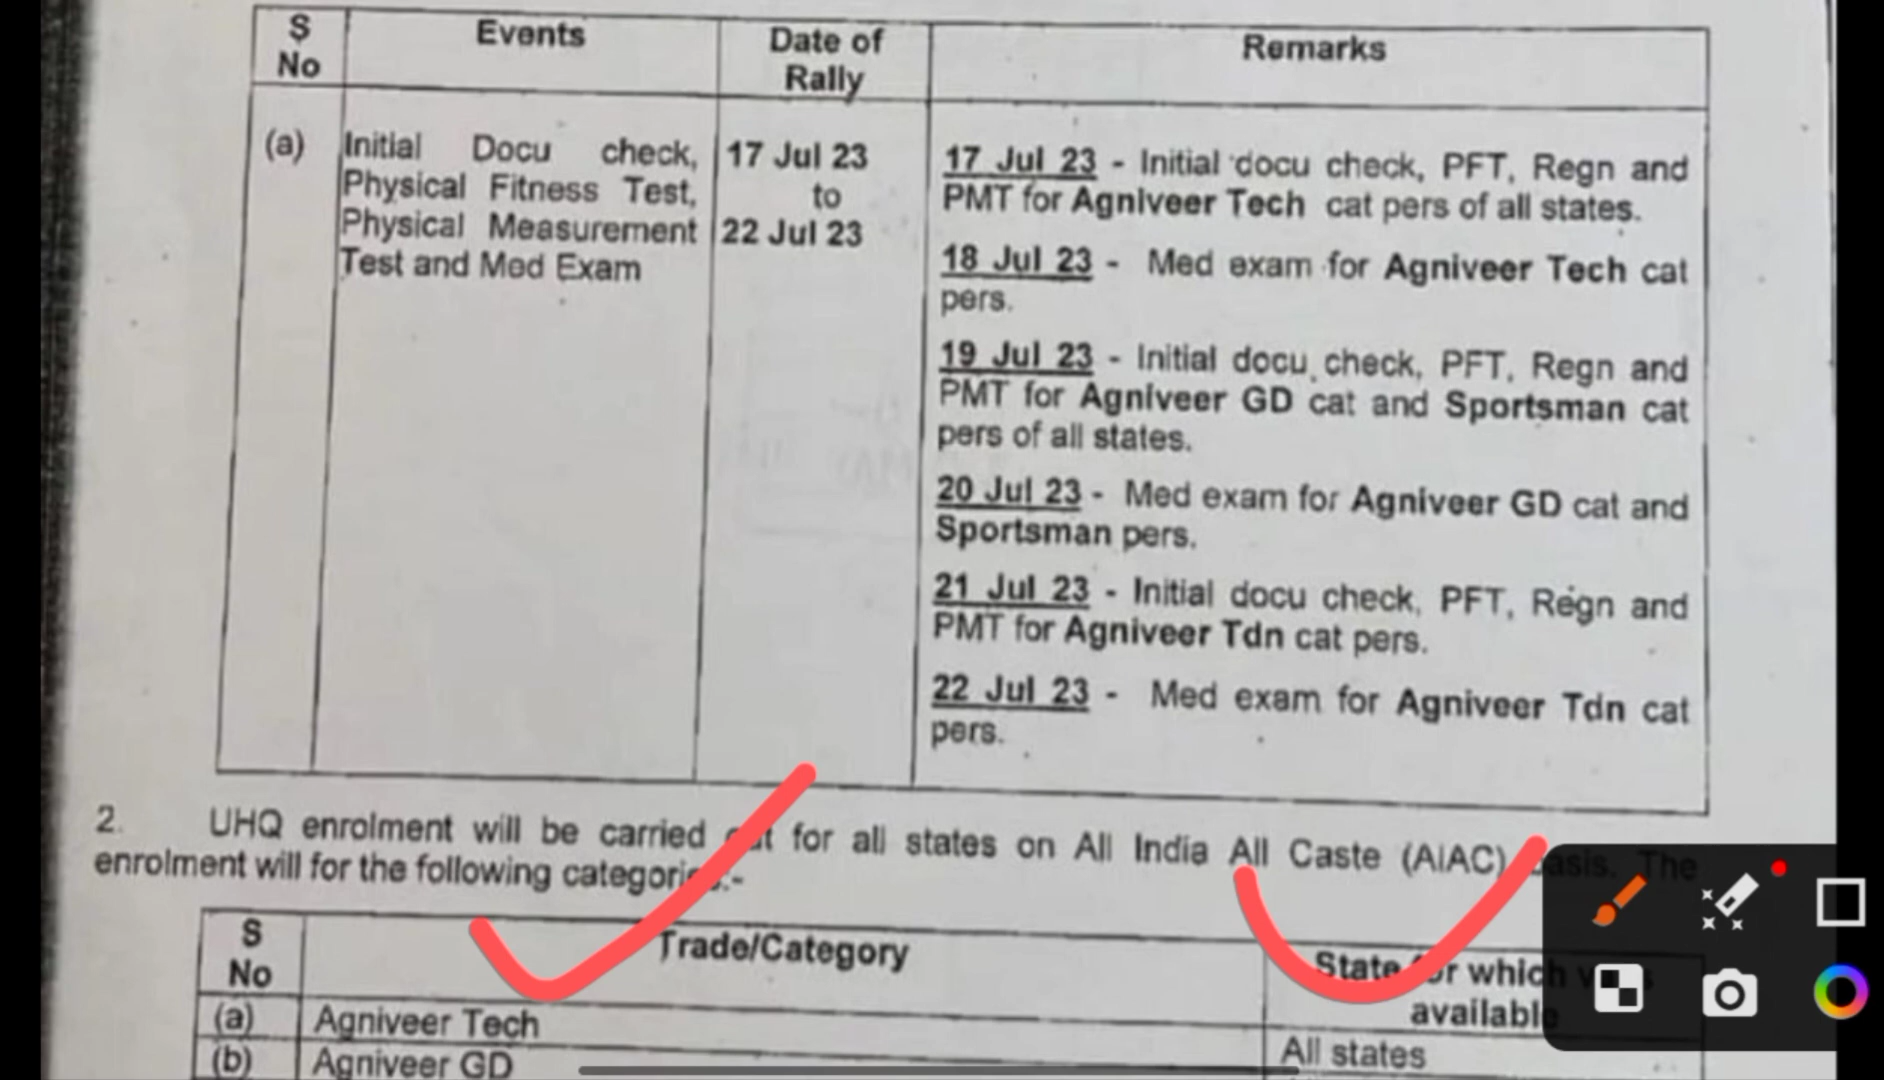 S No
Events
Date of Rally
Remarks
(a)
Initial Docu check,
Physical Fitness Test,
Physical Measurement
Test and Med Exam
17 Jul 23
to
22 Jul 23
17 Jul 23 - Initial docu check, PFT, Regn and
PMT for Agniveer Tech cat pers of all states.
18 Jul 23 - Med exam for Agniveer Tech cat
pers.
19 Jul 23 - Initial docu check, PFT, Regn and
PMT for Agniveer GD cat and Sportsman cat
pers of all states.
20 Jul 23 - Med exam for Agniveer GD cat and
Sportsman pers.
21 Jul 23 - Initial docu check, PFT, Regn and
PMT for Agniveer Tdn cat pers.
22 Jul 23 - Med exam for Agniveer Tdn cat
pers.
2. UHQ enrolment will be carried out for all states on All India All Caste (AIAC) basis. The
enrolment will for the following categories:-
S No
Trade/Category
State for which
available
(a) Agniveer Tech
All states
(b) Agniveer GD